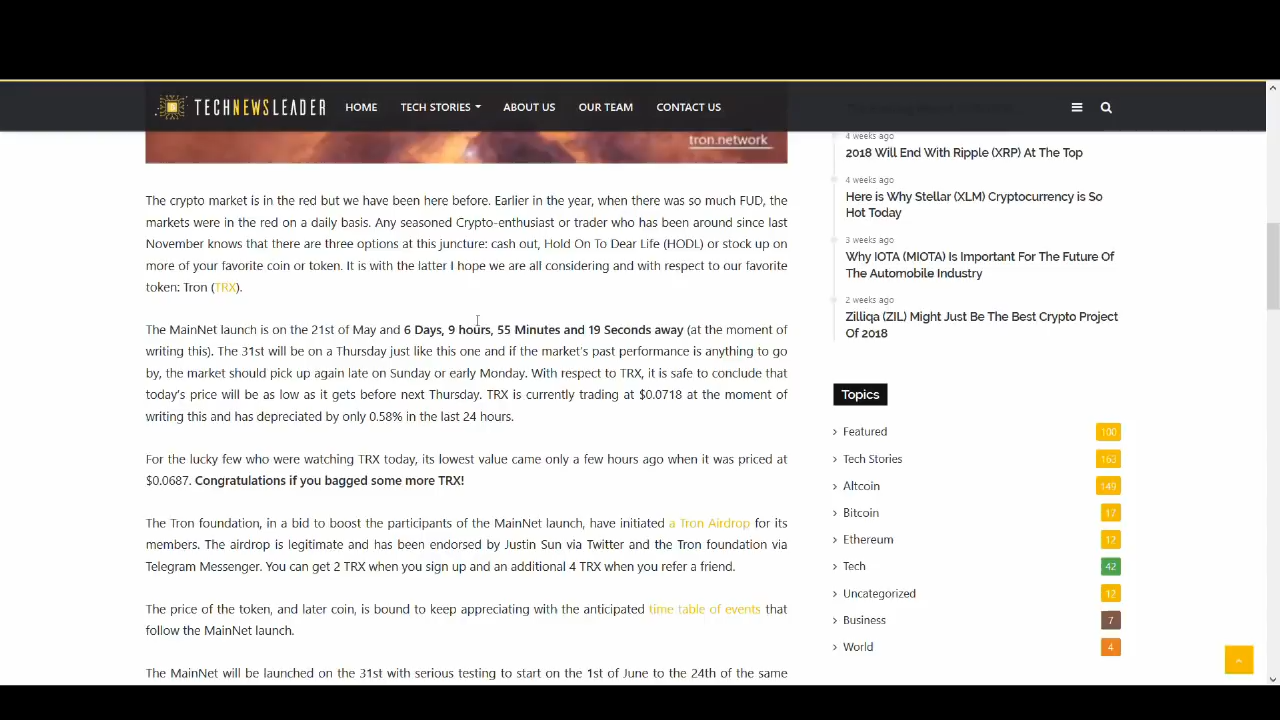 TECHNEWSLEADER HOME TECH STORIES ABOUT US OUR TEAM CONTACT US
tron.network
The crypto market is in the red but we have been here before. Earlier in the year, when there was so much FUD, the
markets were in the red on a daily basis. Any seasoned Crypto-enthusiast or trader who has been around since last
November knows that there are three options at this juncture: cash out, Hold On To Dear Life (HODL) or stock up on
more of your favorite coin or token. It is with the latter I hope we are all considering and with respect to our favorite
token: Tron (TRX).
The MainNet launch is on the 21st of May and 6 Days, 9 hours, 55 Minutes and 19 Seconds away (at the moment of
writing this). The 31st will be on a Thursday just like this one and if the market's past performance is anything to go
by, the market should pick up again late on Sunday or early Monday. With respect to TRX, it is safe to conclude that
today's price will be as low as it gets before next Thursday. TRX is currently trading at $0.0718 at the moment of
writing this and has depreciated by only 0.58% in the last 24 hours.
For the lucky few who were watching TRX today, its lowest value came only a few hours ago when it was priced at
$0.0687. Congratulations if you bagged some more TRX!
The Tron foundation, in a bid to boost the participants of the MainNet launch, have initiated a Tron Airdrop for its
members. The airdrop is legitimate and has been endorsed by Justin Sun via Twitter and the Tron foundation via
Telegram Messenger. You can get 2 TRX when you sign up and an additional 4 TRX when you refer a friend.
The price of the token, and later coin, is bound to keep appreciating with the anticipated time table of events that
follow the MainNet launch.
The MainNet will be launched on the 31st with serious testing to start on the 1st of June to the 24th of the same
4 weeks ago
2018 Will End With Ripple (XRP) At The Top
4 weeks ago
Here is Why Stellar (XLM) Cryptocurrency is So
Hot Today
3 weeks ago
Why IOTA (MIOTA) Is Important For The Future Of
The Automobile Industry
2 weeks ago
Zilliqa (ZIL) Might Just Be The Best Crypto Project
Of 2018
Topics
Featured 100
Tech Stories 163
Altcoin 149
Bitcoin 17
Ethereum 12
Tech 42
Uncategorized 12
Business 7
World 4